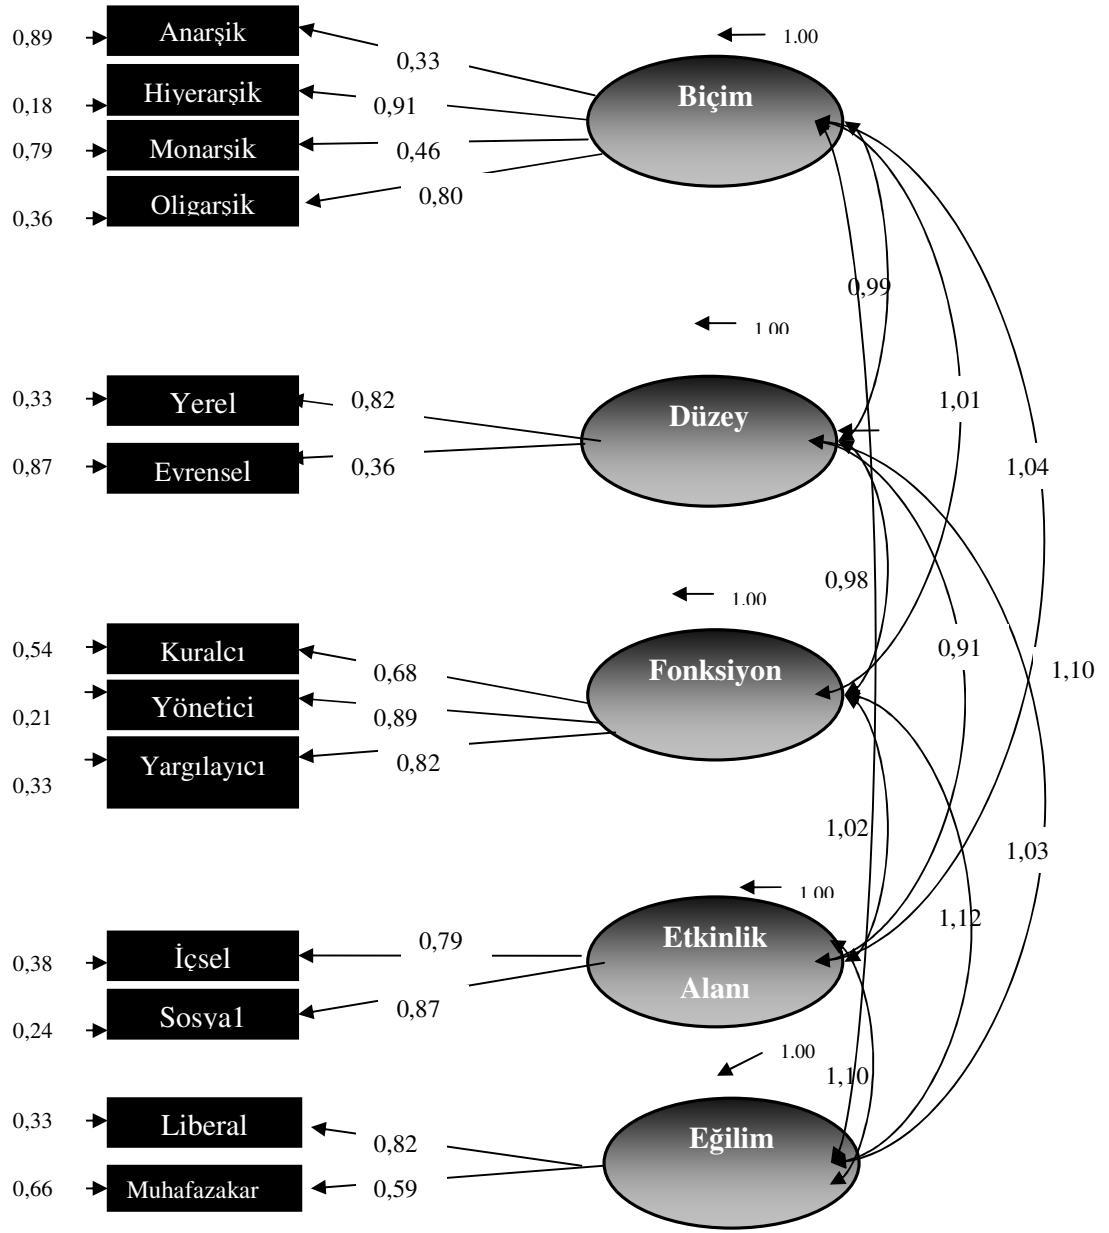 1.00
0,89 Anarşik
0,33
Biçim
0,18 Hiyerarşik
0,91
0,79 Monarşik
0,46
0,36 Oligarşik
0,80
0,99
1.00
0,33 Yerel 0,82
Düzey
1,01
0,87 Evrensel 0,36
1,04
0,98
1.00
0,54 Kuralcı
0,68
Fonksiyon
0,91
1,10
0,21 Yönetici
0,89
0,33 Yargılayıcı
0,82
1,02
1,03
1.00
1,12
0,38 İçsel
0,79
Etkinlik
Alanı
0,24 Sosya1
0,87
1.00
1,10
0,33 Liberal
0,82
Eğilim
0,66 Muhafazakar
0,59